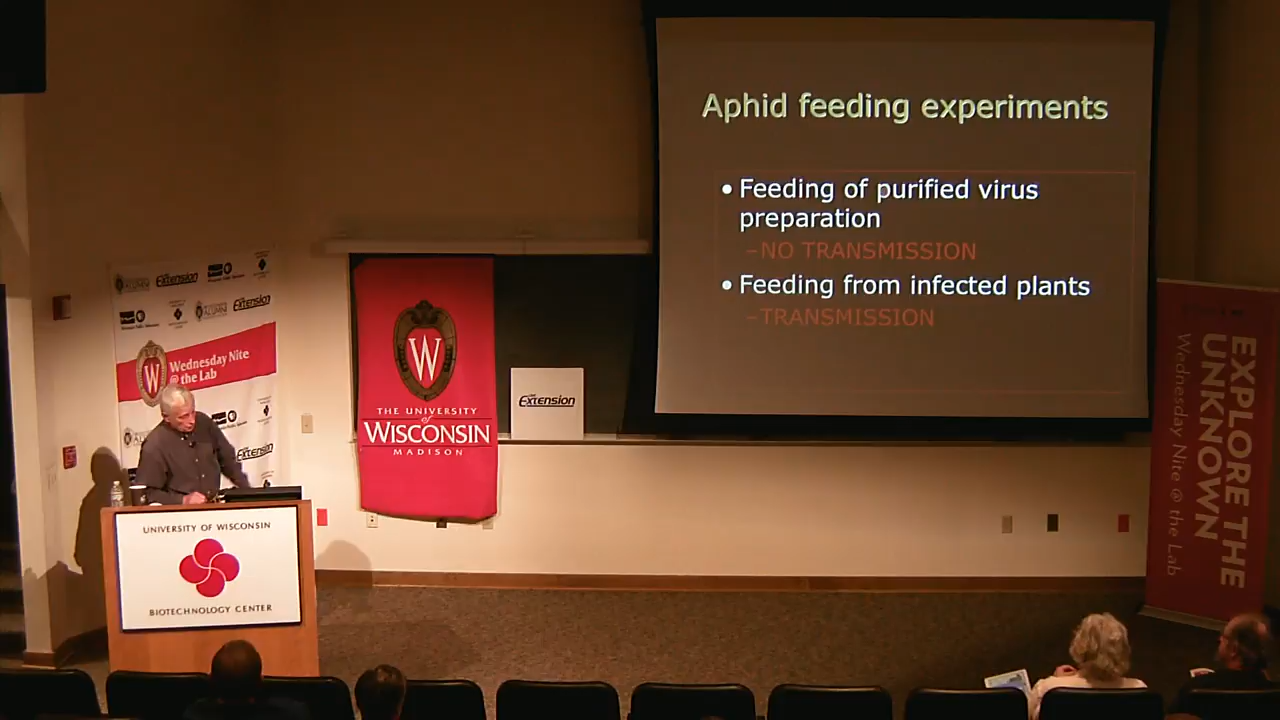 Aphid feeding experiments
• Feeding of purified virus
preparation
–NO TRANSMISSION
• Feeding from infected plants
–TRANSMISSION
Extension
Extension
Wednesday Nite
@ the Lab
W
Extension
W
THE UNIVERSITY
of
WISCONSIN
MADISON
Extension
UNIVERSITY OF WISCONSIN
BIOTECHNOLOGY CENTER
EXPLORE THE
UNKNOWN
Wednesday Nite @ the Lab